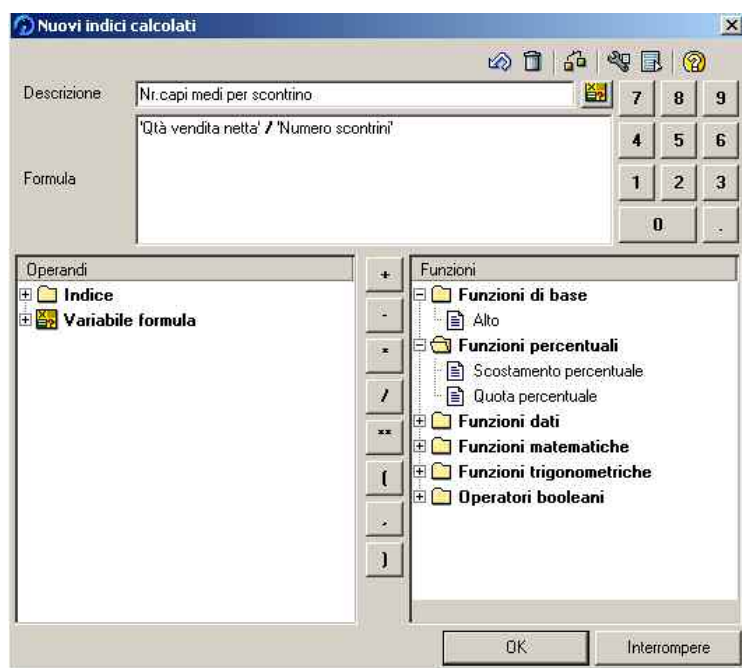 Nuovi indici calcolati
Descrizione
Nr.capi medi per scontrino
7 8 9
Formula
'Qtà vendita netta' / 'Numero scontrini'
4 5 6
1 2 3
0 .
Operandi
Indice
Variabile formula
+
-
*
/
**
(
,
)
Funzioni
Funzioni di base
Alto
Funzioni percentuali
Scostamento percentuale
Quota percentuale
Funzioni dati
Funzioni matematiche
Funzioni trigonometriche
Operatori booleani
OK Interrompere